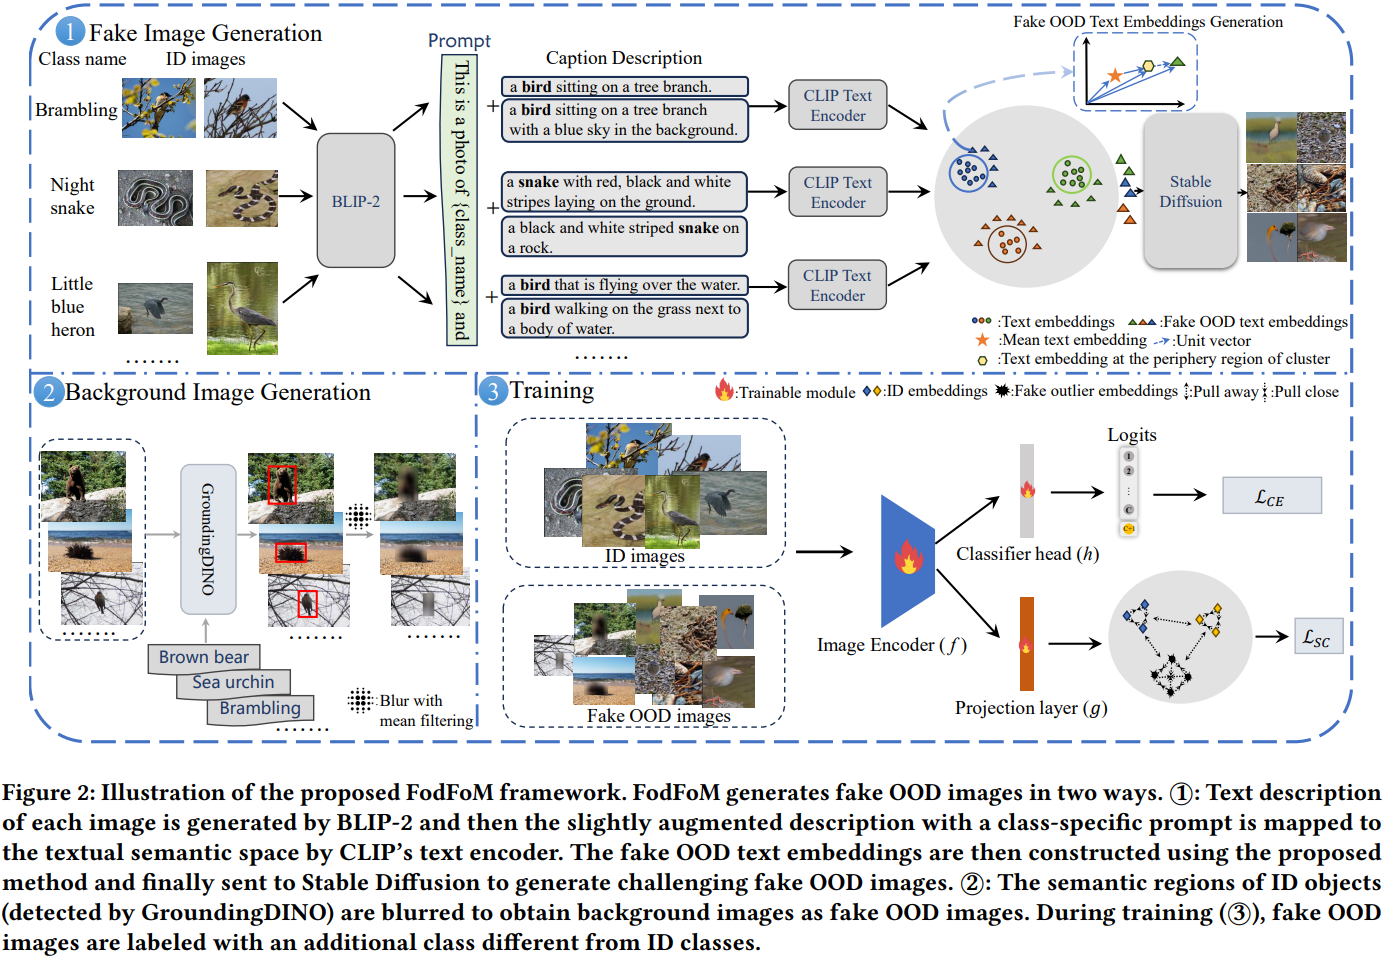 1 Fake Image Generation
Class name
ID images
Brambling
Night
snake
Little
blue
heron
.......
BLIP-2
Prompt
This is a photo of {class_name} and
Caption Description
+
a bird sitting on a tree branch.
a bird sitting on a tree branch
with a blue sky in the background.
+
a snake with red, black and white
stripes laying on the ground.
a black and white striped snake on
a rock.
+
a bird that is flying over the water.
a bird walking on the grass next to
a body of water.
.......
CLIP Text
Encoder
CLIP Text
Encoder
CLIP Text
Encoder
Fake OOD Text Embeddings Generation
Stable
Diffsuion
:Text embeddings
:Fake OOD text embeddings
:Mean text embedding
:Unit vector
:Text embedding at the periphery region of cluster
2 Background Image Generation
.......
GroundingDINO
.......
.......
Brown bear
Sea urchin
Brambling
.......
:Blur with
mean filtering
3 Training
:Trainable module
:ID embeddings
:Fake outlier embeddings
:Pull away
:Pull close
ID images
Fake OOD images
Image Encoder (f)
Classifier head (h)
Projection layer (g)
Logits
1
2
⋮
C
C+1
ℒCE
ℒSC
Figure 2: Illustration of the proposed FodFoM framework. FodFoM generates fake OOD images in two ways. ①: Text description
of each image is generated by BLIP-2 and then the slightly augmented description with a class-specific prompt is mapped to
the textual semantic space by CLIP's text encoder. The fake OOD text embeddings are then constructed using the proposed
method and finally sent to Stable Diffusion to generate challenging fake OOD images. ②: The semantic regions of ID objects
(detected by GroundingDINO) are blurred to obtain background images as fake OOD images. During training (③), fake OOD
images are labeled with an additional class different from ID classes.